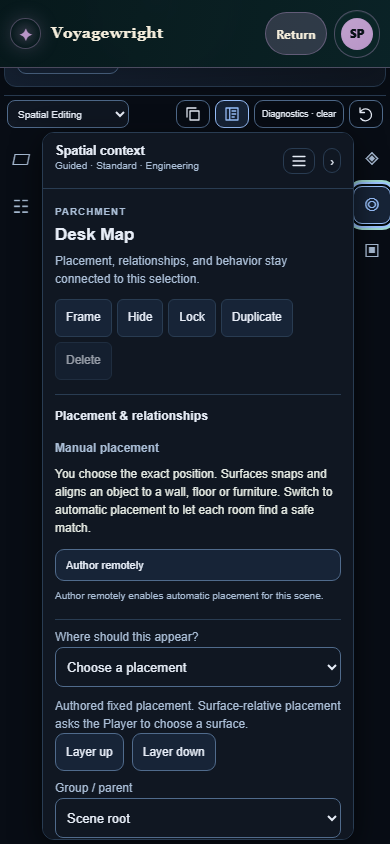 Voyagewright
Return
SP
Spatial Editing
Diagnostics · clear
Spatial context
Guided · Standard · Engineering
PARCHMENT
Desk Map
Placement, relationships, and behavior stay
connected to this selection.
Frame
Hide
Lock
Duplicate
Delete
Placement & relationships
Manual placement
You choose the exact position. Surfaces snaps and
aligns an object to a wall, floor or furniture. Switch to
automatic placement to let each room find a safe
match.
Author remotely
Author remotely enables automatic placement for this scene.
Where should this appear?
Choose a placement
Authored fixed placement. Surface-relative placement
asks the Player to choose a surface.
Layer up
Layer down
Group / parent
Scene root